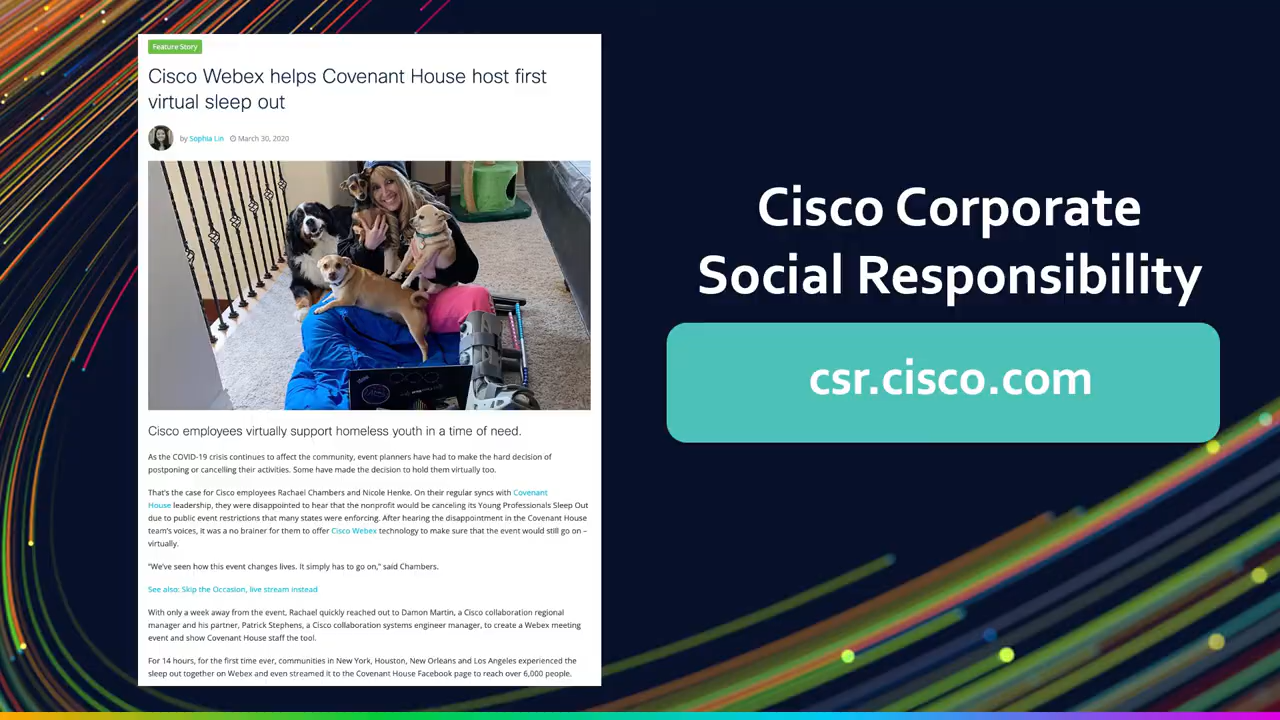 Feature Story
Cisco Webex helps Covenant House host first
virtual sleep out
by Sophia Lin March 30, 2020
Cisco employees virtually support homeless youth in a time of need.
As the COVID-19 crisis continues to affect the community, event planners have had to make the hard decision of
postponing or cancelling their activities. Some have made the decision to hold them virtually too.
That's the case for Cisco employees Rachael Chambers and Nicole Henke. On their regular syncs with Covenant
House leadership, they were disappointed to hear that the nonprofit would be canceling its Young Professionals Sleep Out
due to public event restrictions that many states were enforcing. After hearing the disappointment in the Covenant House
team's voices, it was a no brainer for them to offer Cisco Webex technology to make sure that the event would still go on –
virtually.
"We've seen how this event changes lives. It simply has to go on," said Chambers.
See also: Skip the Occasion, live stream instead
With only a week away from the event, Rachael quickly reached out to Damon Martin, a Cisco collaboration regional
manager and his partner, Patrick Stephens, a Cisco collaboration systems engineer manager, to create a Webex meeting
event and show Covenant House staff the tool.
For 14 hours, for the first time ever, communities in New York, Houston, New Orleans and Los Angeles experienced the
sleep out together on Webex and even streamed it to the Covenant House Facebook page to reach over 6,000 people.
Cisco Corporate
Social Responsibility
csr.cisco.com